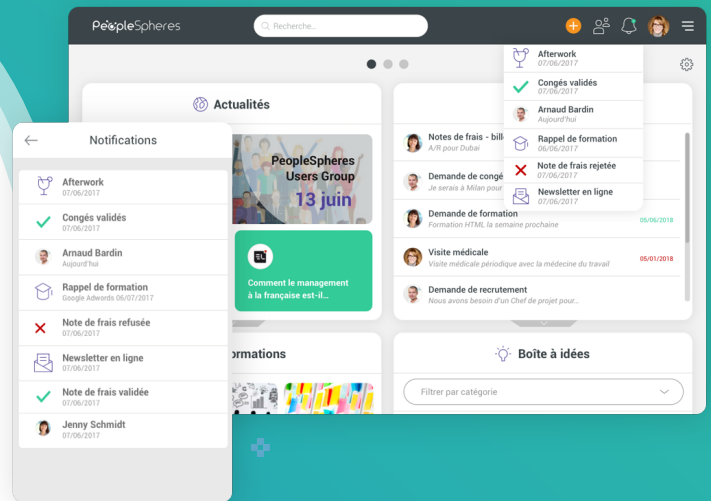 PeopleSpheres
Recherche...
Actualités
PeopleSpheres
Users Group
13 juin
Comment le management
à la française est-il...
Afterwork
07/06/2017
Congés validés
07/06/2017
Arnaud Bardin
Aujourd'hui
Rappel de formation
06/06/2017
Note de frais rejetée
07/06/2017
Newsletter en ligne
07/06/2017
Notes de frais - bill
A/R pour Dubai
Demande de congé
Je serais à Milan pour
Demande de formation
Formation HTML la semaine prochaine
05/06/2018
Visite médicale
Visite médicale périodique avec la médecine du travail
05/01/2018
Demande de recrutement
Nous avons besoin d'un Chef de projet pour...
ormations
Boîte à idées
Filtrer par catégorie
Notifications
Afterwork
07/06/2017
Congés validés
07/06/2017
Arnaud Bardin
Aujourd'hui
Rappel de formation
Google Adwords 06/07/2017
Note de frais refusée
07/06/2017
Newsletter en ligne
07/06/2017
Note de frais validée
07/06/2017
Jenny Schmidt
07/06/2017